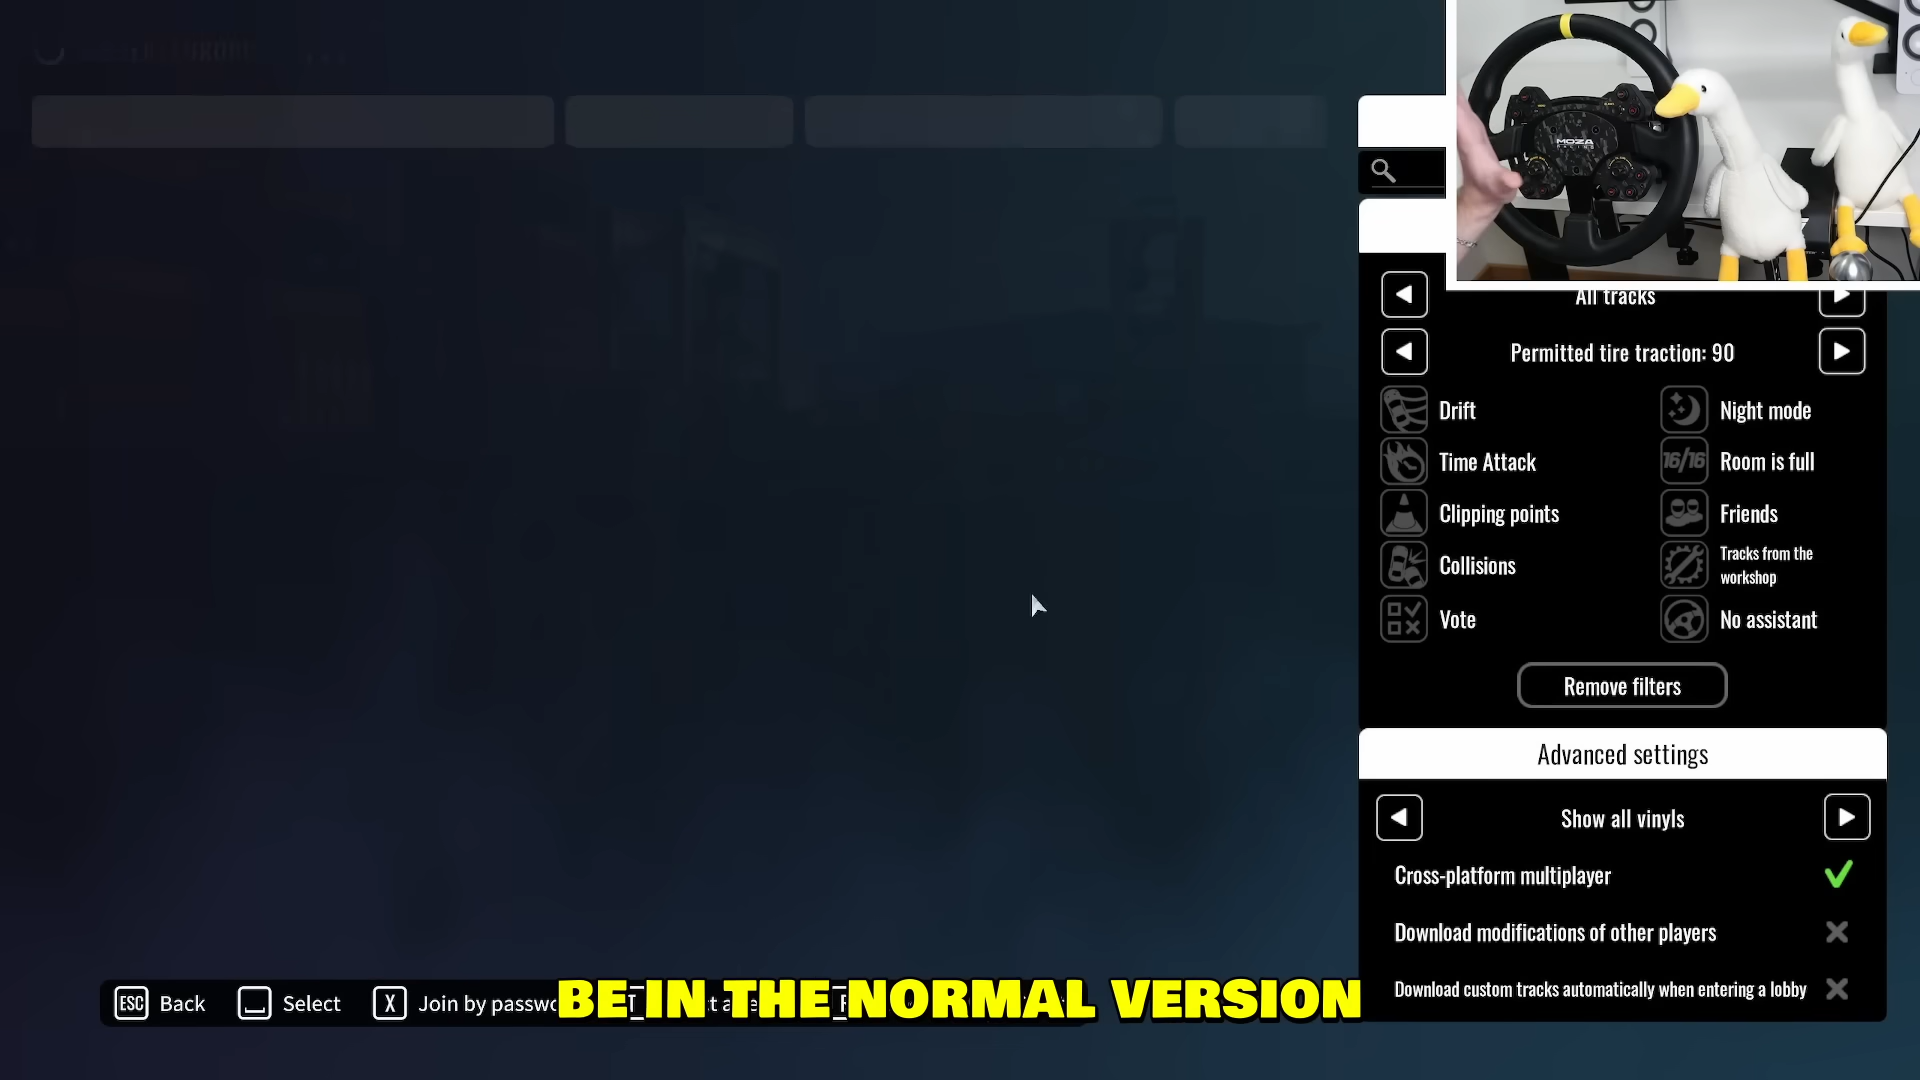 MOZA
RACING
All tracks
Permitted tire traction: 90
Drift
Night mode
Time Attack
16/16
Room is full
Clipping points
Friends
Collisions
Tracks from the
workshop
Vote
No assistant
Remove filters
Advanced settings
Show all vinyls
Cross-platform multiplayer
Download modifications of other players
Download custom tracks automatically when entering a lobby
ESC Back
Select
X Join by passwo
BE IN THE NORMAL VERSION